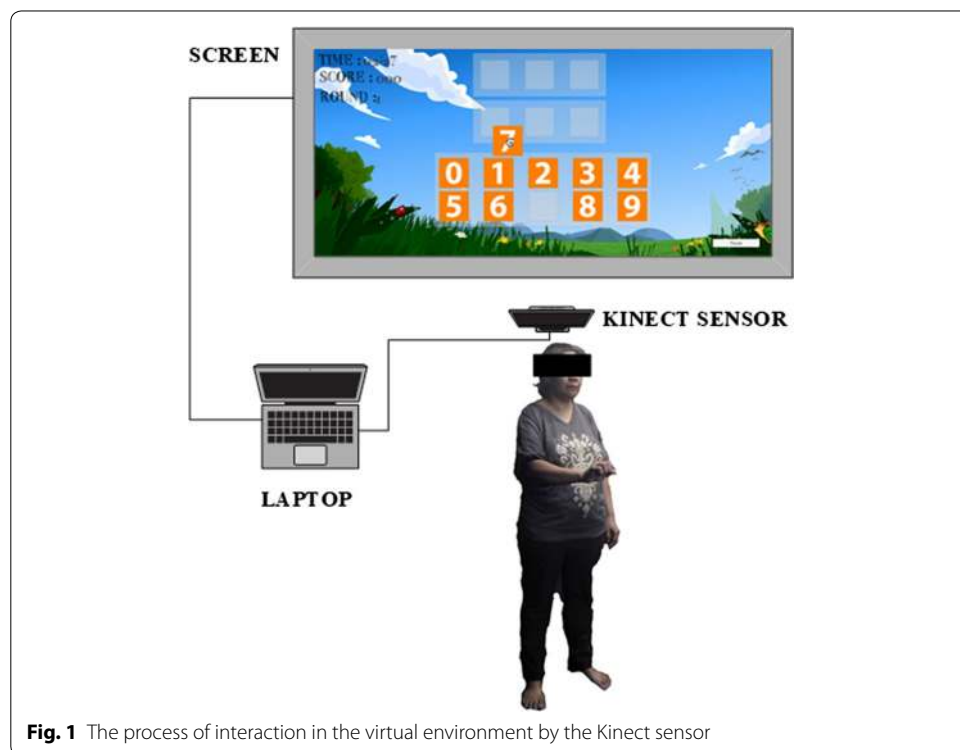 SCREEN
TIME :
SCORE : 000
ROUND :
7
0 1 2 3 4
5 6 8 9
KINECT SENSOR
LAPTOP
Fig. 1 The process of interaction in the virtual environment by the Kinect sensor